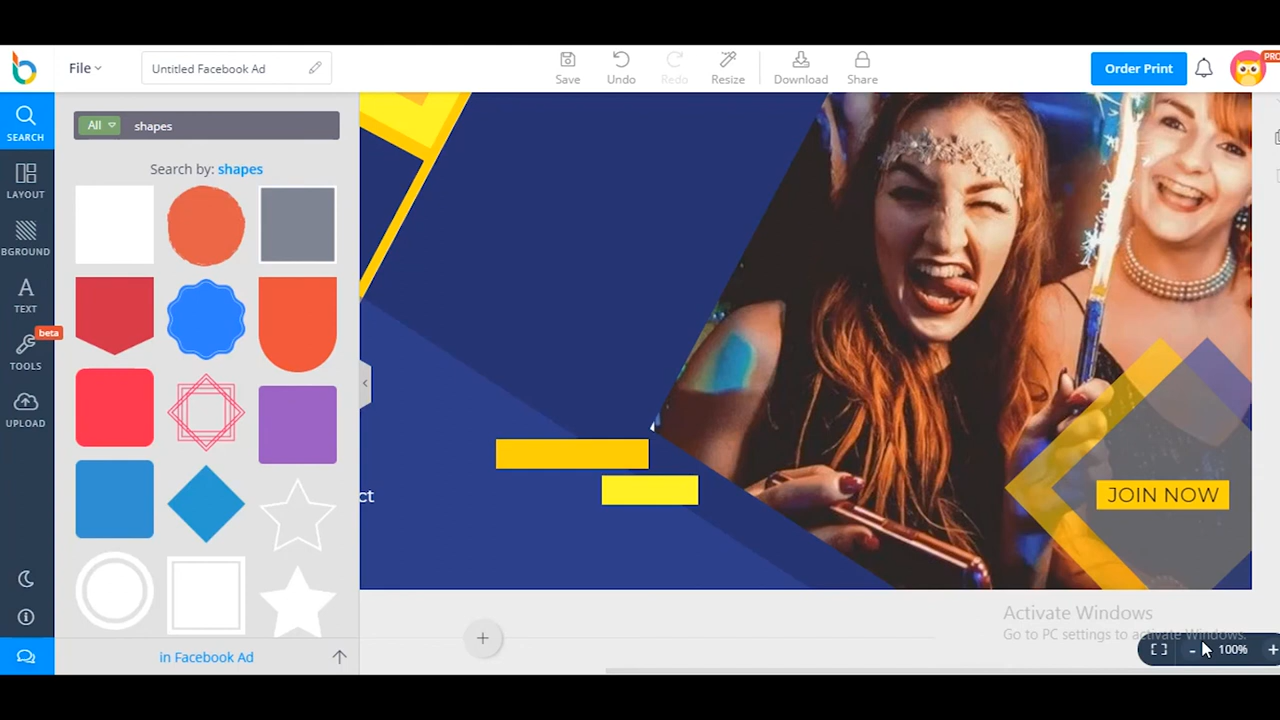 File
Untitled Facebook Ad
Save
Undo
Redo
Resize
Download
Share
Order Print
PRO
SEARCH
LAYOUT
BGROUND
TEXT
beta
TOOLS
UPLOAD
All
shapes
Search by: shapes
in Facebook Ad
ct
JOIN NOW
Activate Windows
Go to PC settings to activate Windows.
100%